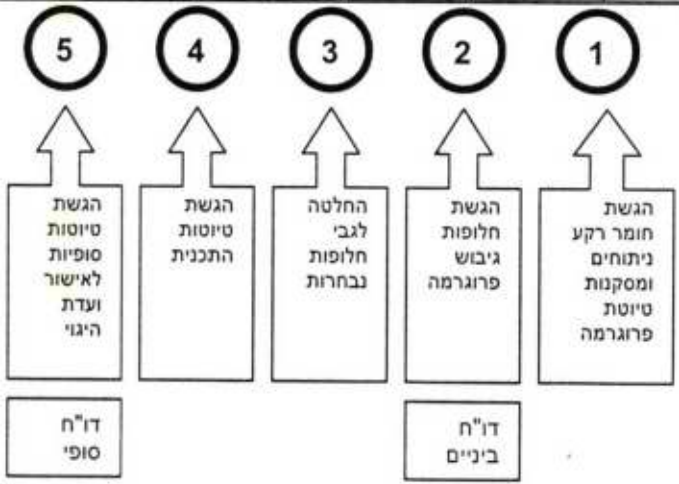 1
2
3
4
5
הגשת
חומר רקע
ניתוחים
ומסקנות
טיוטת
פרוגרמה
הגשת
חלופות
גיבוש
פרוגרמה
החלטה
לגבי
חלופות
נבחרות
הגשת
טיוטות
התכנית
הגשת
טיוטות
סופיות
לאישור
ועדת
היגוי
דו"ח
ביניים
דו"ח
סופי